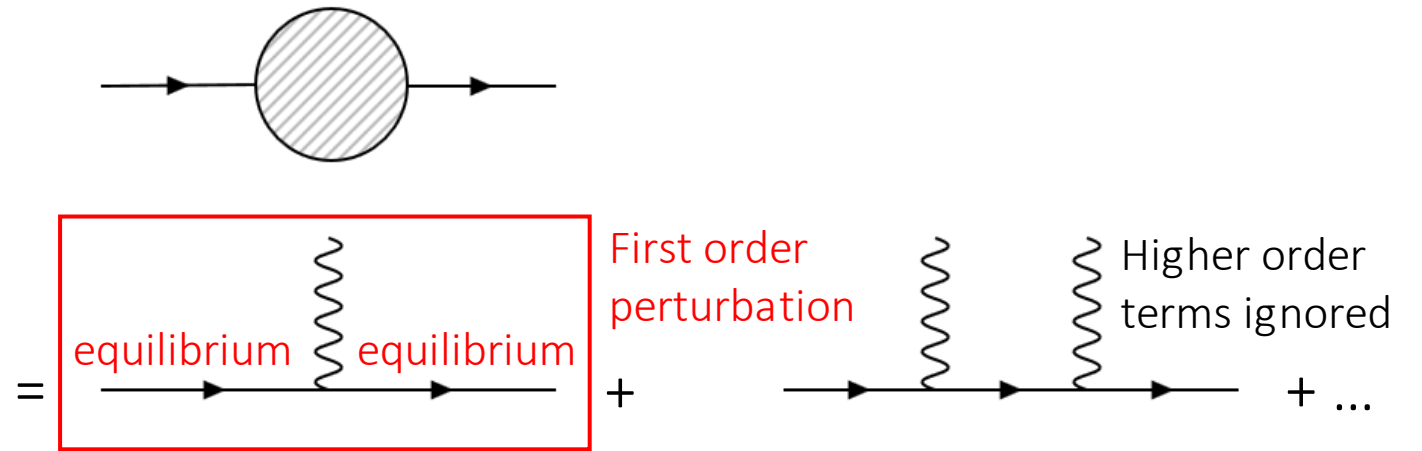 First order
perturbation
Higher order
terms ignored
equilibrium equilibrium
= + + ...